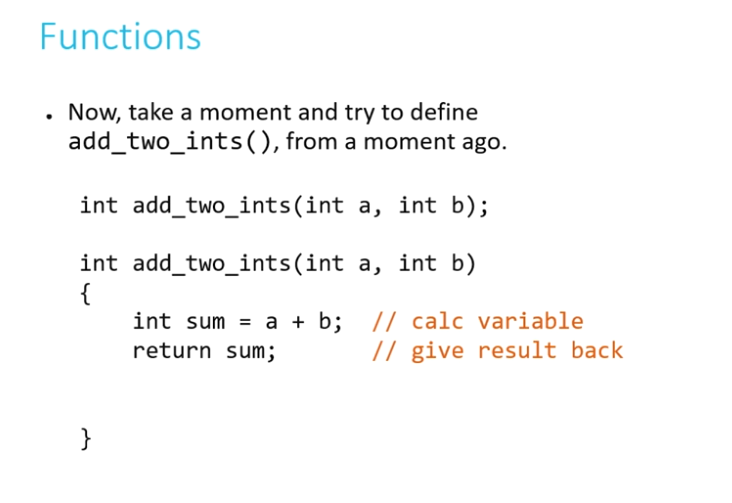 Functions
• Now, take a moment and try to define
add_two_ints(), from a moment ago.
int add_two_ints(int a, int b);
int add_two_ints(int a, int b)
{
int sum = a + b; // calc variable
return sum; // give result back
}